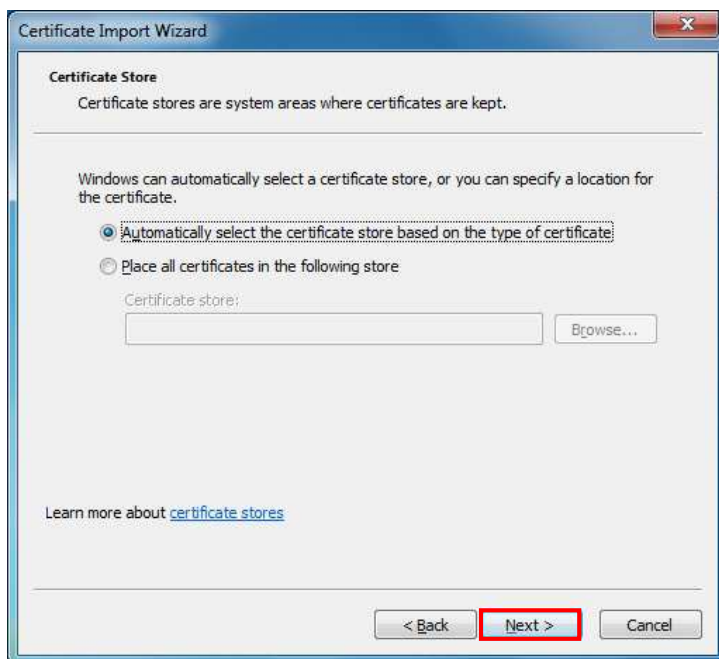 Certificate Import Wizard
Certificate Store
Certificate stores are system areas where certificates are kept.
Windows can automatically select a certificate store, or you can specify a location for
the certificate.
Automatically select the certificate store based on the type of certificate
Place all certificates in the following store
Certificate store:
Browse...
Learn more about certificate stores
< Back
Next >
Cancel